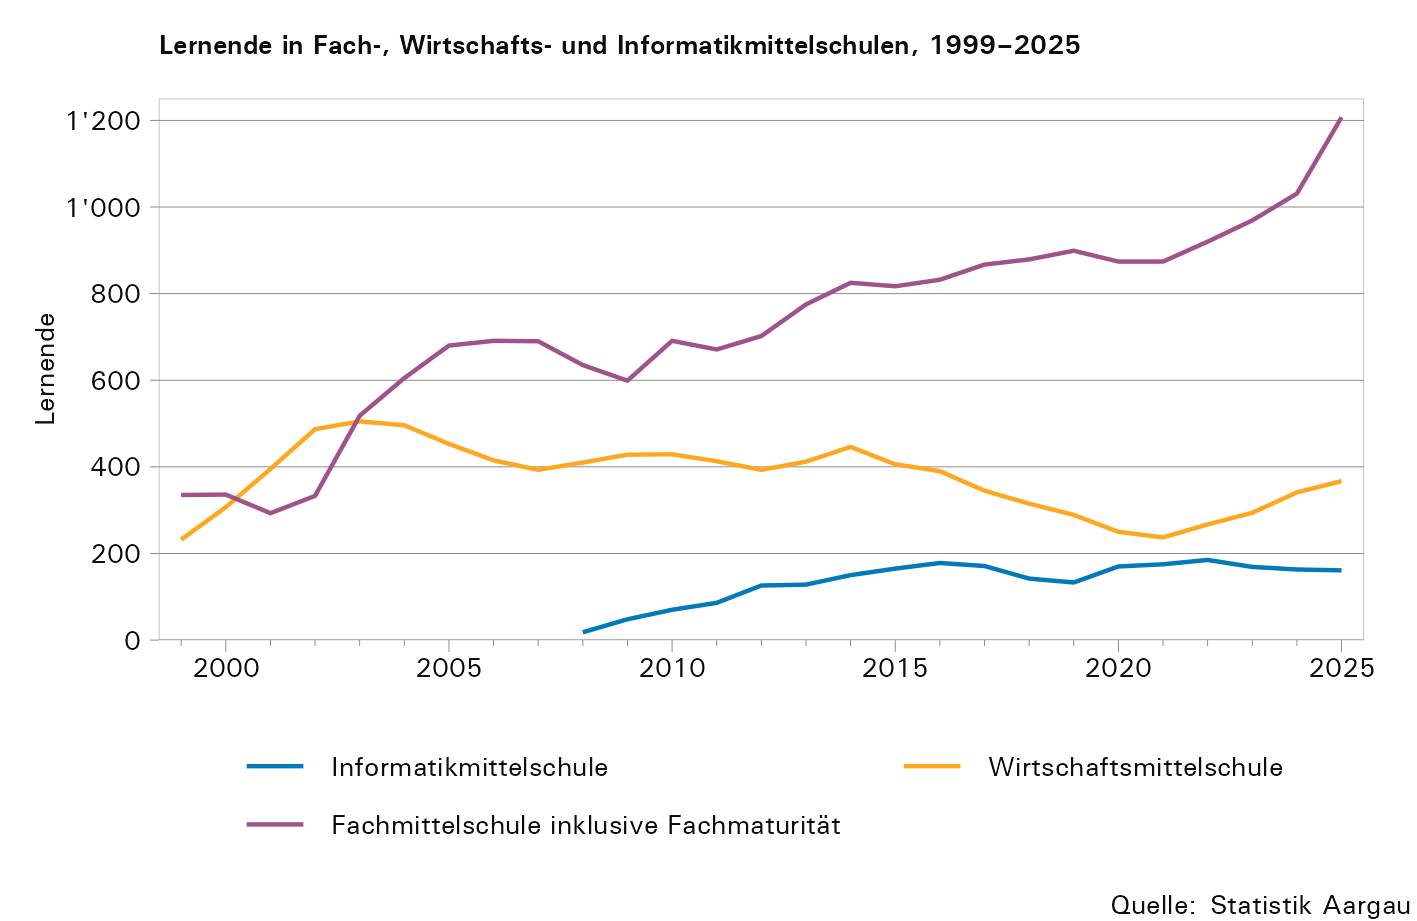 Lernende in Fach-, Wirtschafts- und Informatikmittelschulen, 1999–2025
Lernende
1'200
1'000
800
600
400
200
0
2000 2005 2010 2015 2020 2025
Informatikmittelschule
Wirtschaftsmittelschule
Fachmittelschule inklusive Fachmaturität
Quelle: Statistik Aargau